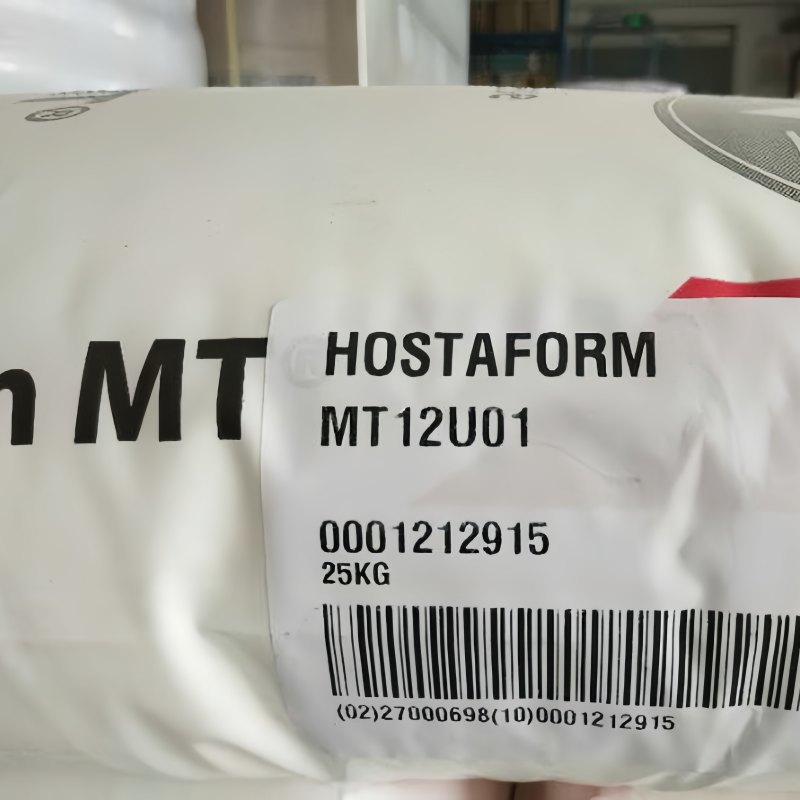 n MT
HOSTAFORM
MT12U01
0001212915
25KG
(02)27000698(10)0001212915